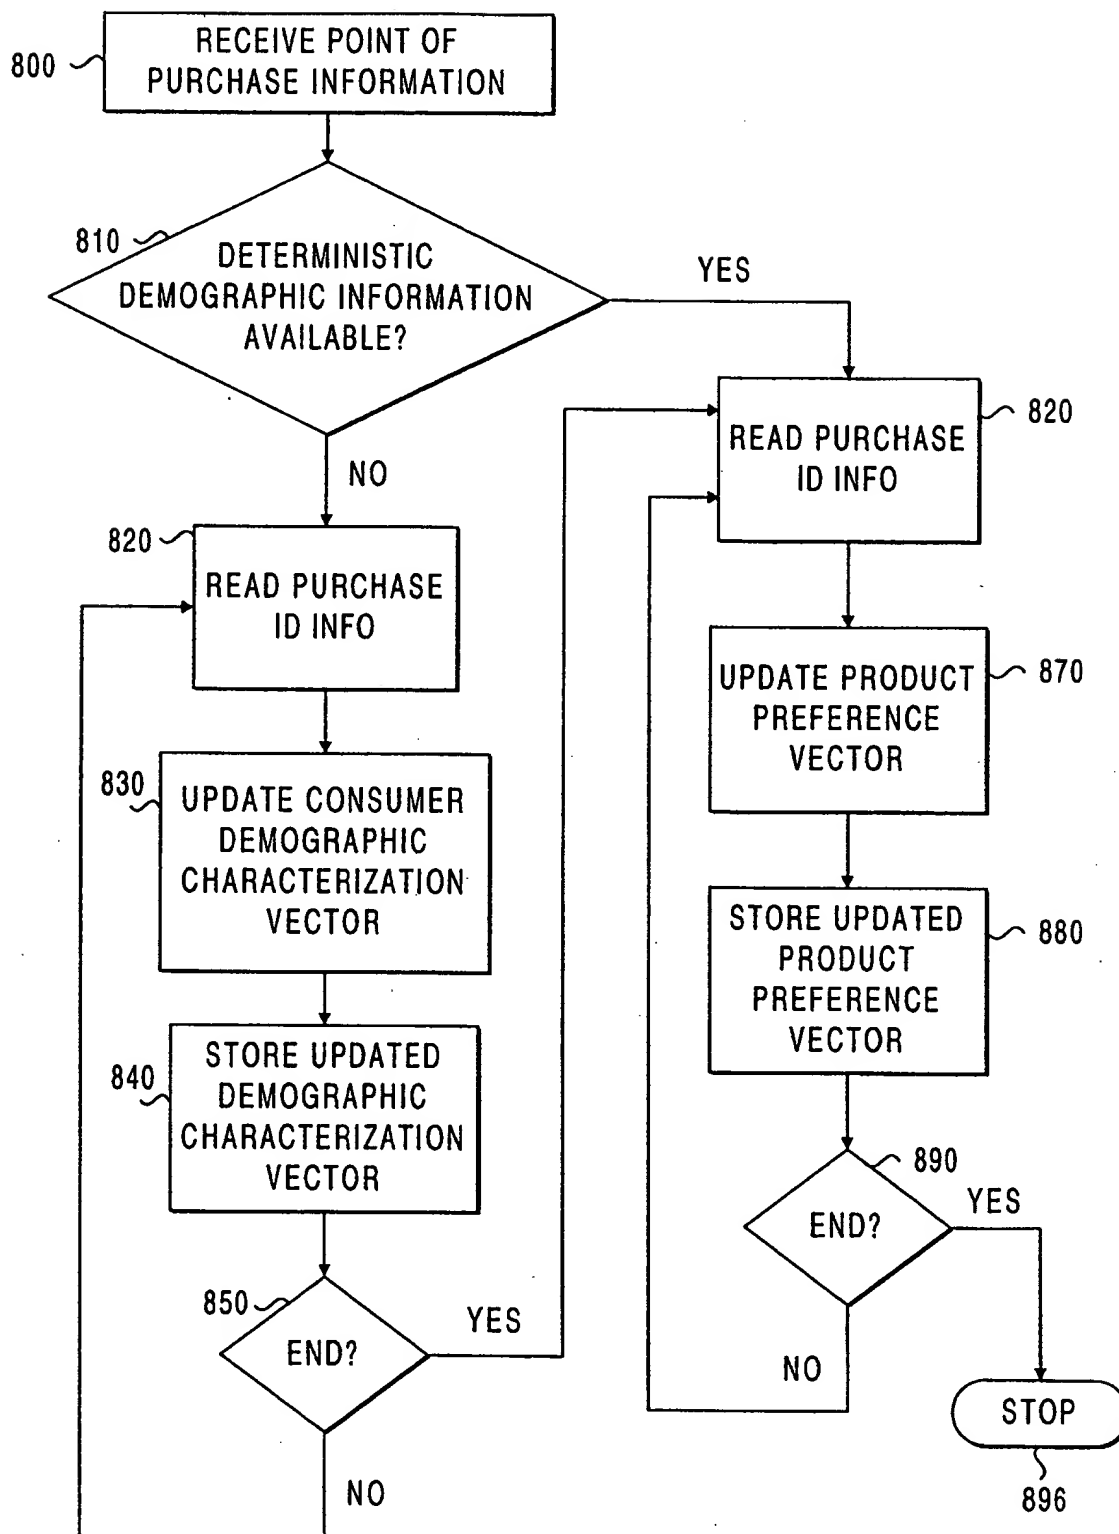 800
RECEIVE POINT OF
PURCHASE INFORMATION
810
DETERMINISTIC
DEMOGRAPHIC INFORMATION
AVAILABLE?
YES
NO
820
READ PURCHASE
ID INFO
830
UPDATE CONSUMER
DEMOGRAPHIC
CHARACTERIZATION
VECTOR
840
STORE UPDATED
DEMOGRAPHIC
CHARACTERIZATION
VECTOR
850
END?
YES
NO
820
READ PURCHASE
ID INFO
870
UPDATE PRODUCT
PREFERENCE
VECTOR
880
STORE UPDATED
PRODUCT
PREFERENCE
VECTOR
890
END?
YES
NO
STOP
896